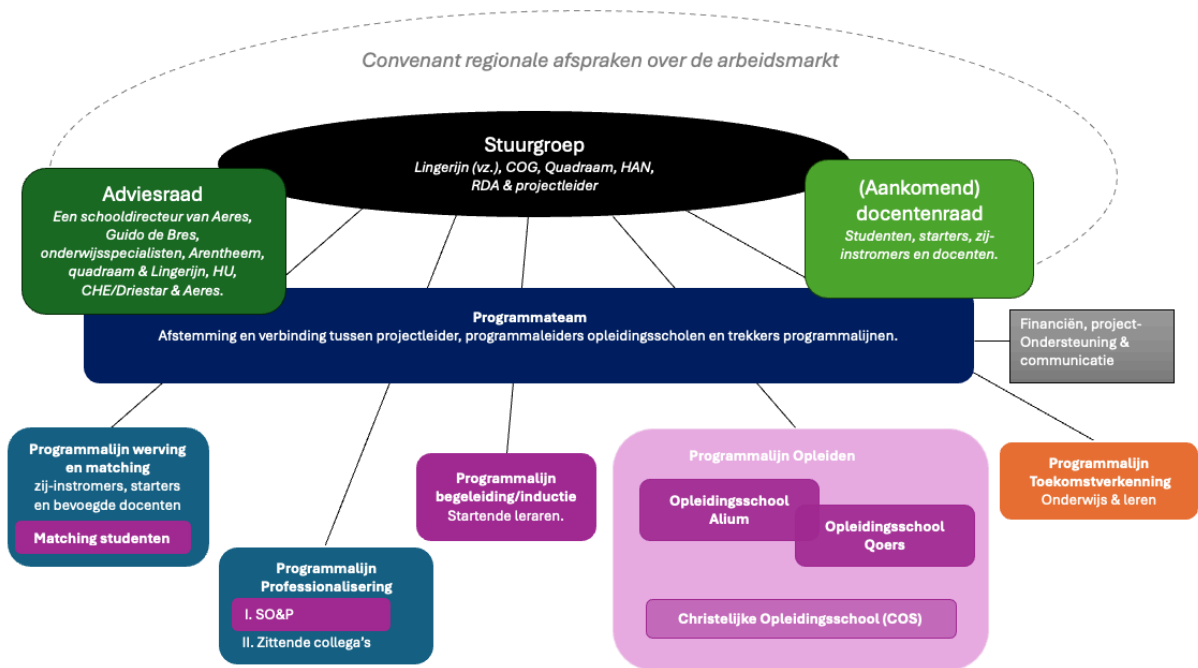 Convenant regionale afspraken over de arbeidsmarkt
Stuurgroep
Lingerijn (vz.), COG, Quadraam, HAN,
RDA & projectleider
Adviesraad
Een schooldirecteur van Aeres,
Guido de Bres,
onderwijsspecialisten, Arentheem,
quadraam & Lingerijn, HU,
CHE/Driestar & Aeres.
(Aankomend)
docentenraad
Studenten, starters, zij-
instromers en docenten.
Programmateam
Afstemming en verbinding tussen projectleider, programmaleiders opleidingsscholen en trekkers programmalijnen.
Financiën, project-
Ondersteuning &
communicatie
Programmalijn werving
en matching
zij-instromers, starters
en bevoegde docenten
Matching studenten
Programmalijn
Professionalisering
I. SO&P
II. Zittende collega's
Programmalijn
begeleiding/inductie
Startende leraren.
Programmalijn Opleiden
Opleidingsschool
Alium
Opleidingsschool
Qoers
Christelijke Opleidingsschool (COS)
Programmalijn
Toekomstverkenning
Onderwijs & leren